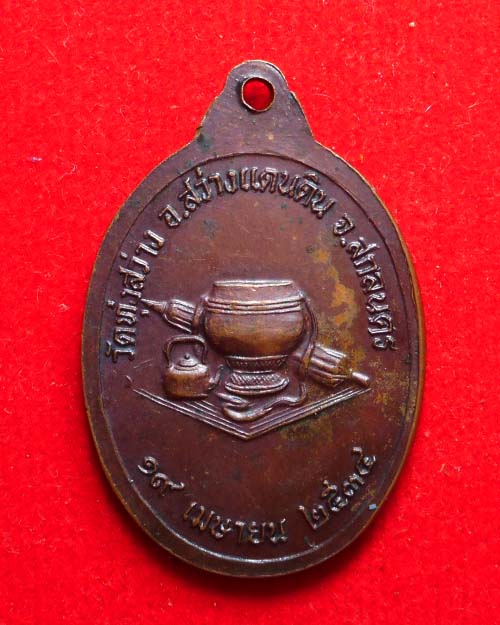 วัดทุ่งสว่าง อ.สว่างแดนดิน จ.สกลนคร
๑๙ เมษายน ๒๕๓๔